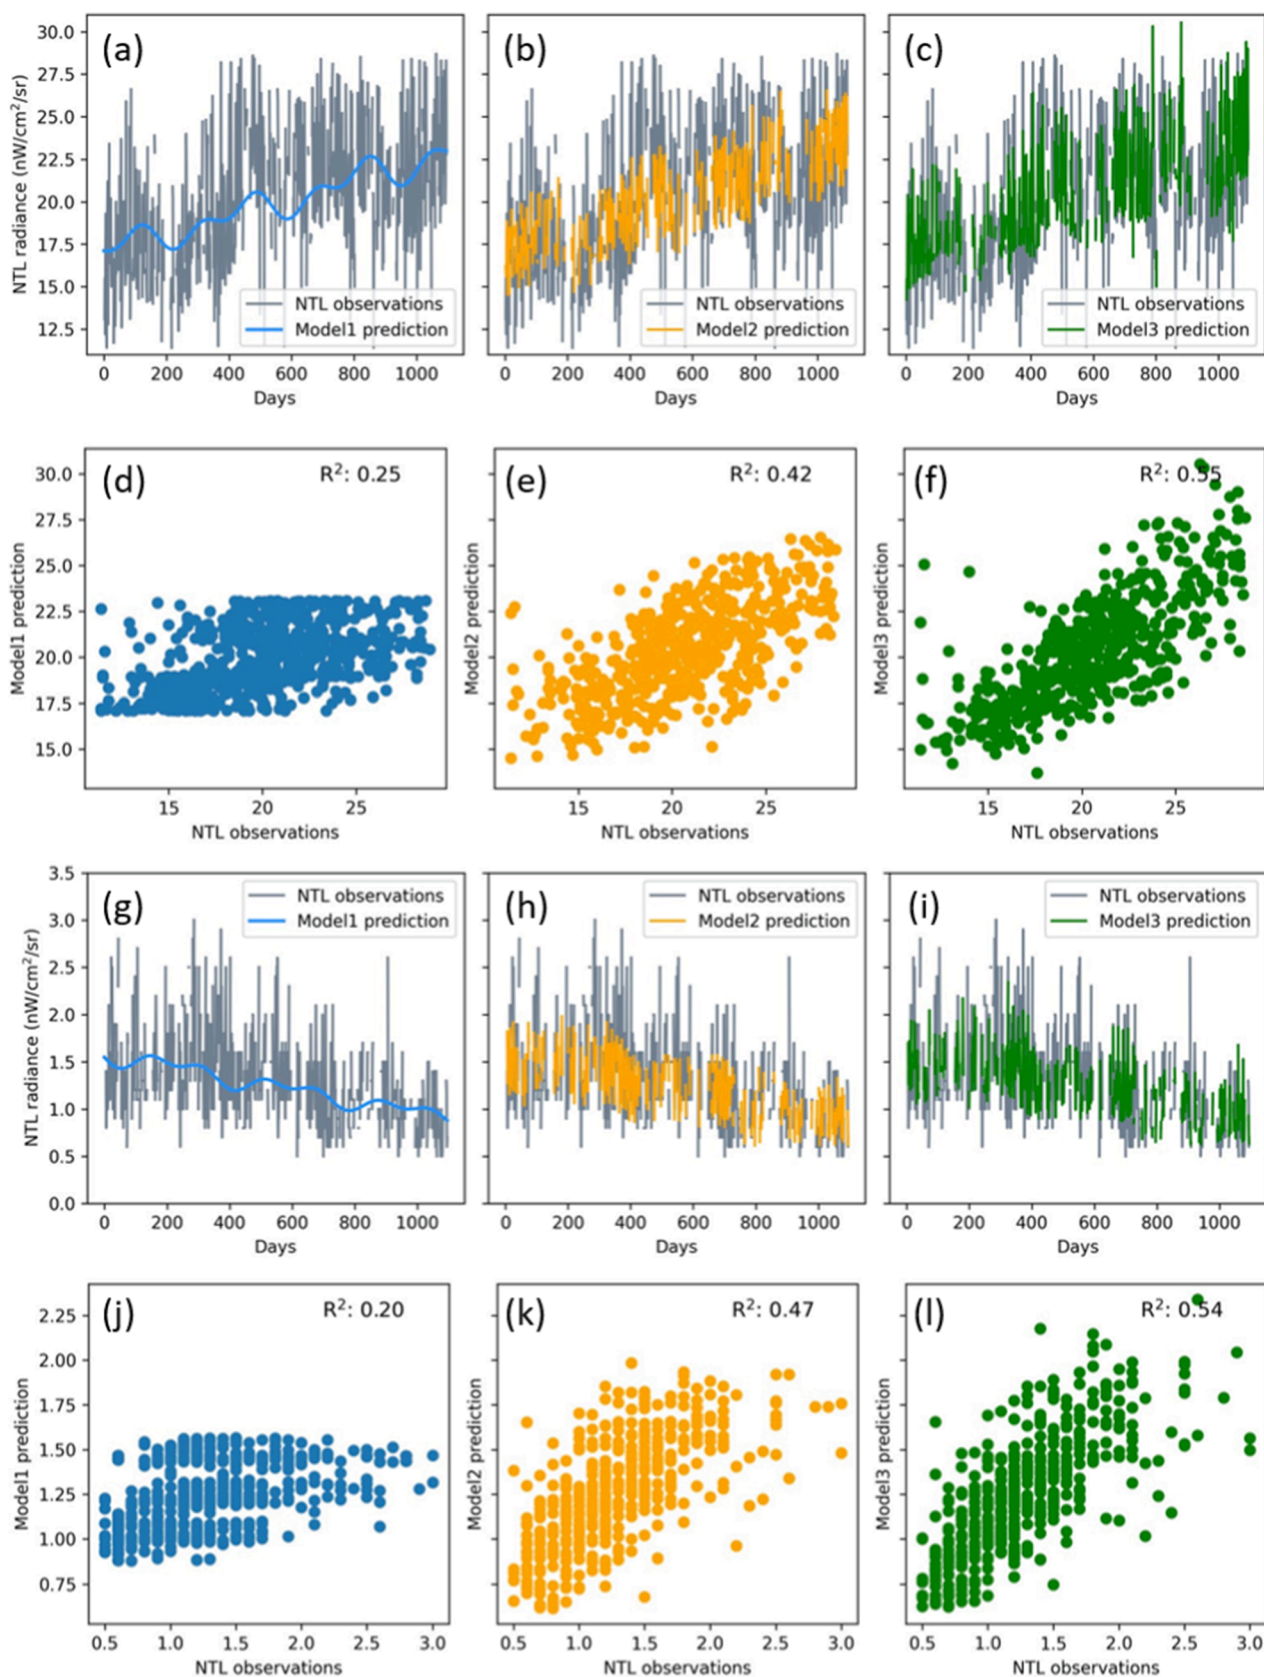 (a)
(b)
(c)
NTL radiance (nW/cm²/sr)
30.0
27.5
25.0
22.5
20.0
17.5
15.0
12.5
NTL observations
Model1 prediction
NTL observations
Model2 prediction
NTL observations
Model3 prediction
0 200 400 600 800 1000
0 200 400 600 800 1000
0 200 400 600 800 1000
Days
Days
Days
(d)
R²: 0.25
(e)
R²: 0.42
(f)
R²: 0.55
Model1 prediction
30.0
27.5
25.0
22.5
20.0
17.5
15.0
Model2 prediction
Model3 prediction
15 20 25
15 20 25
15 20 25
NTL observations
NTL observations
NTL observations
(g)
NTL observations
Model1 prediction
(h)
NTL observations
Model2 prediction
(i)
NTL observations
Model3 prediction
NTL radiance (nW/cm²/sr)
3.5
3.0
2.5
2.0
1.5
1.0
0.5
0.0
0 200 400 600 800 1000
0 200 400 600 800 1000
0 200 400 600 800 1000
Days
Days
Days
(j)
R²: 0.20
(k)
R²: 0.47
(l)
R²: 0.54
Model1 prediction
2.25
2.00
1.75
1.50
1.25
1.00
0.75
Model2 prediction
Model3 prediction
0.5 1.0 1.5 2.0 2.5 3.0
0.5 1.0 1.5 2.0 2.5 3.0
0.5 1.0 1.5 2.0 2.5 3.0
NTL observations
NTL observations
NTL observations